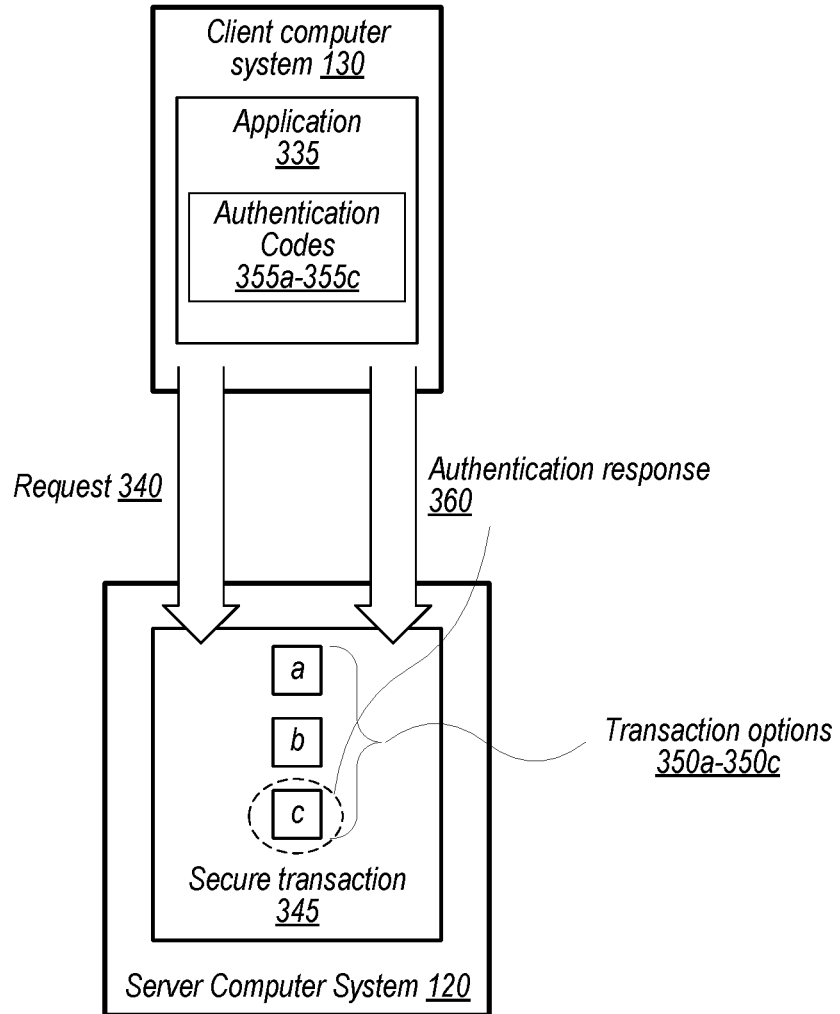 Client computer
system 130
Application
335
Authentication
Codes
355a-355c
Request 340
Authentication response
360
a
b
c
Transaction options
350a-350c
Secure transaction
345
Server Computer System 120